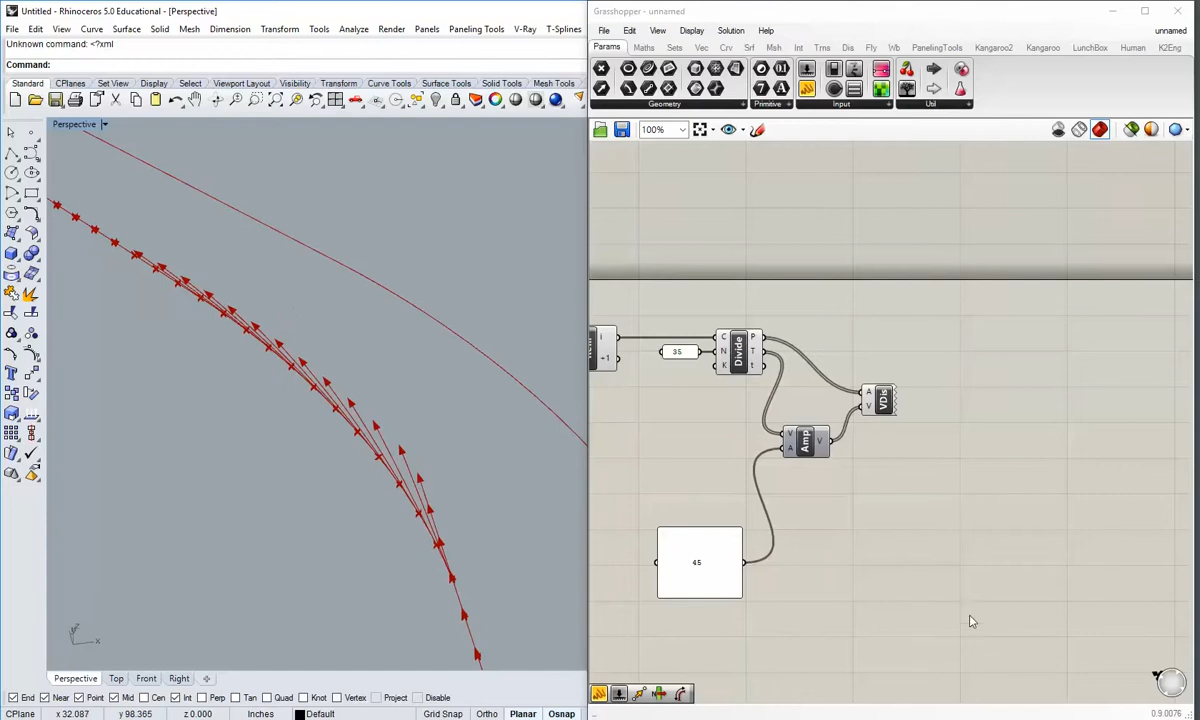 Untitled - Rhinoceros 5.0 Educational - [Perspective]
File Edit View Curve Surface Solid Mesh Dimension Transform Tools Analyze Render Panels Paneling Tools V-Ray T-Splines
Unknown command: <?xml
Command:
Standard CPlanes Set View Display Select Viewport Layout Visibility Transform Curve Tools Surface Tools Solid Tools Mesh Tools
Perspective
x
Perspective Top Front Right
End Near Point Mid Cen Int Perp Tan Quad Knot Vertex Project Disable
CPlane x 32.087 y 98.365 z 0.000 Inches Default Grid Snap Ortho Planar Osnap
Grasshopper - unnamed
File Edit View Display Solution Help unnamed
Params Maths Sets Vec Crv Srf Msh Int Trns Dis Fly Wb PanelingTools Kangaroo2 Kangaroo LunchBox Human K2Eng
Geometry Primitive Input Util
100%
i
+1
35
C
N
K
Divide
P
T
t
A
V
VDis
V
A
Amp
V
45
0.9.0076